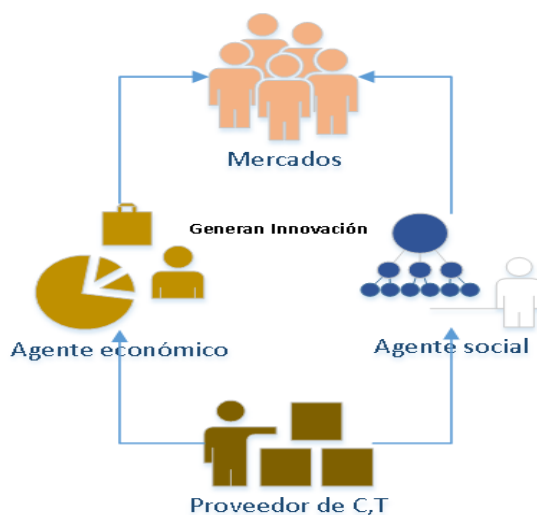 Mercados
Generan Innovación
Agente económico
Agente social
Proveedor de C,T